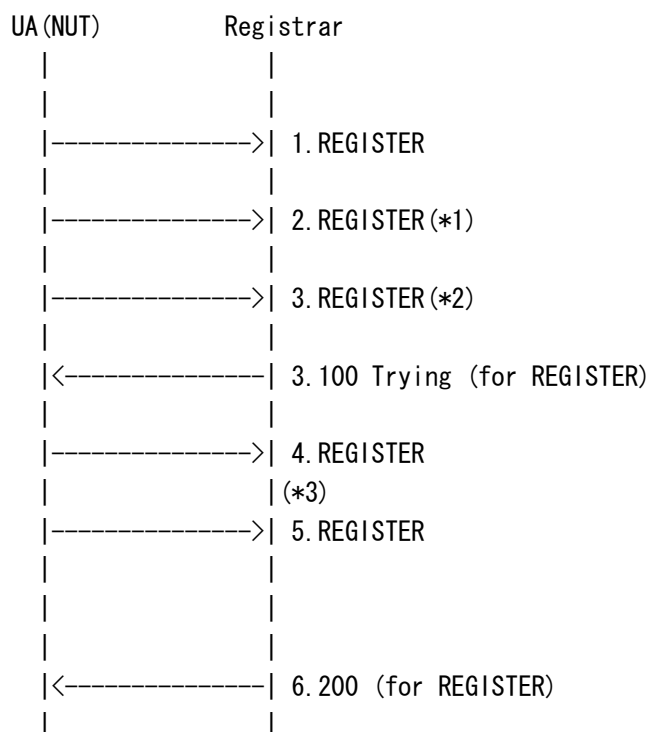 UA(NUT) Registrar
1.REGISTER
2.REGISTER(*1)
3.REGISTER(*2)
3.100 Trying (for REGISTER)
4.REGISTER
(*3)
5.REGISTER
6.200 (for REGISTER)